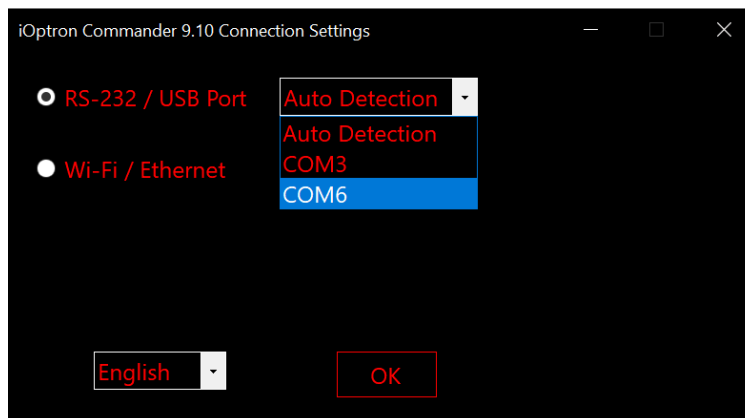 iOptron Commander 9.10 Connection Settings
RS-232 / USB Port
Auto Detection
Auto Detection
COM3
COM6
Wi-Fi / Ethernet
English
OK